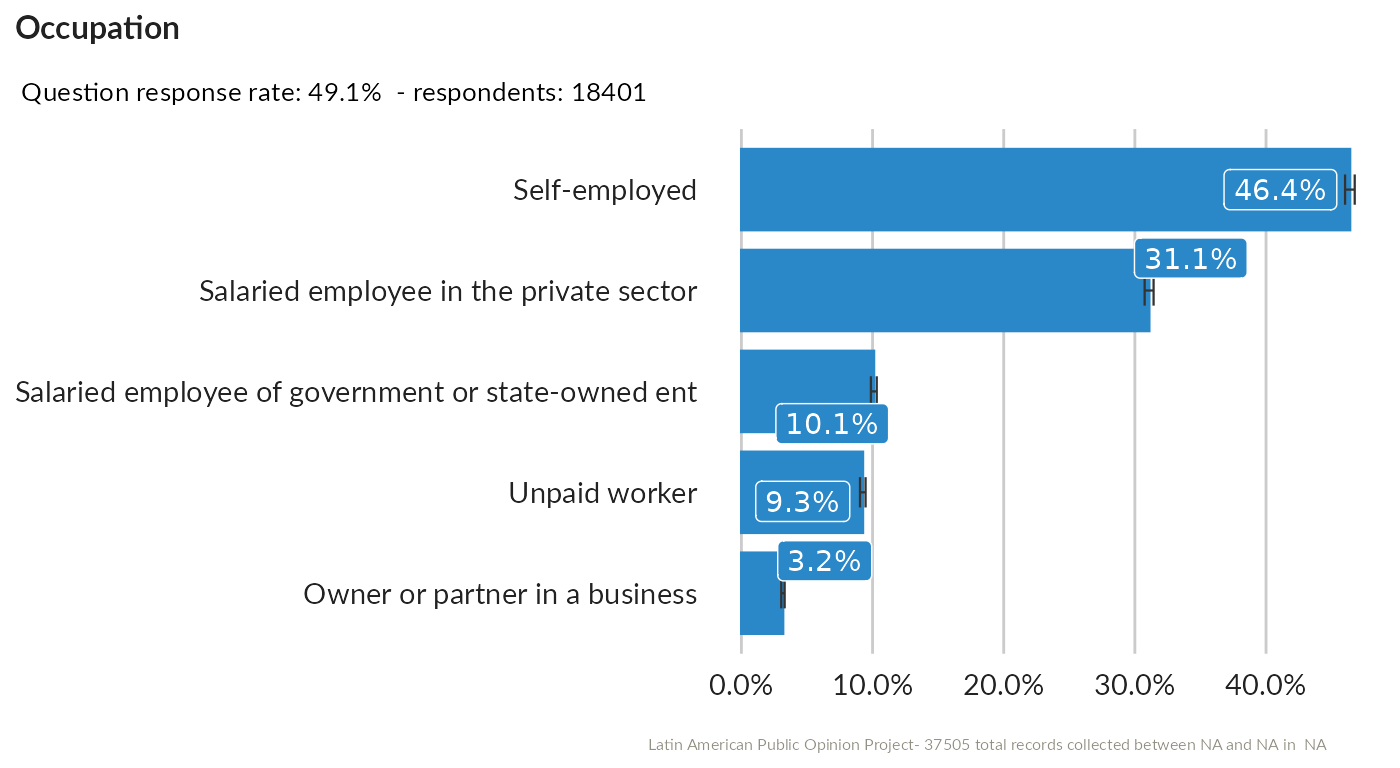 Occupation
Question response rate: 49.1% - respondents: 18401
Self-employed
46.4%
Salaried employee in the private sector
31.1%
Salaried employee of government or state-owned ent
10.1%
Unpaid worker
9.3%
Owner or partner in a business
3.2%
0.0% 10.0% 20.0% 30.0% 40.0%
Latin American Public Opinion Project- 37505 total records collected between NA and NA in NA